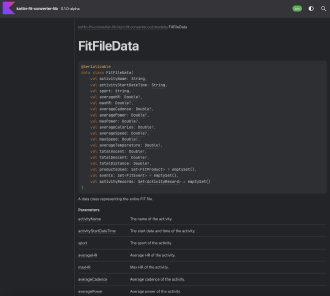 kotlin-fit-converter-lib 0.1.0-alpha
FitFileData
FitFileData
@Serializable
data class FitFileData(
val activityName: String,
val activityStartDateTime: String,
val sport: String,
val averageHR: Double?,
val maxHR: Double?,
val averageCadence: Double?,
val averagePower: Double?,
val maxPower: Double?,
val averageCalories: Double?,
val averageSpeed: Double?,
val maxSpeed: Double?,
val averageTemperature: Double?,
val totalAscent: Double?,
val totalDescent: Double?,
val totalDistance: Double?,
val productsUsed: Set<FitProduct> = emptySet(),
val events: Set<FitEvent> = emptySet(),
val activityRecords: Set<ActivityRecord> = emptySet()
)
A data class representing the entire FIT file.
Parameters
activityName The name of the activity.
activityStartDateTime The start date and time of the activity.
sport The sport of the activity.
averageHR Average HR of the activity.
maxHR Max HR of the activity.
averageCadence Average cadence of the activity.
averagePower Average power of the activity.